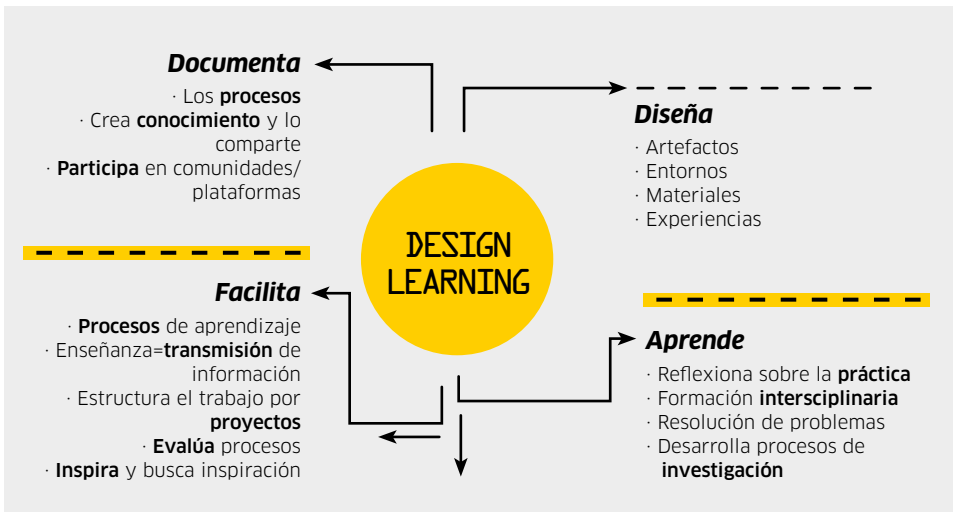 Documenta
· Los procesos
· Crea conocimiento y lo
comparte
· Participa en comunidades/
plataformas
Diseña
· Artefactos
· Entornos
· Materiales
· Experiencias
DESIGN
LEARNING
Facilita
· Procesos de aprendizaje
· Enseñanza=transmisión de
información
· Estructura el trabajo por
proyectos
· Evalúa procesos
· Inspira y busca inspiración
Aprende
· Reflexiona sobre la práctica
· Formación intersciplinaria
· Resolución de problemas
· Desarrolla procesos de
investigación